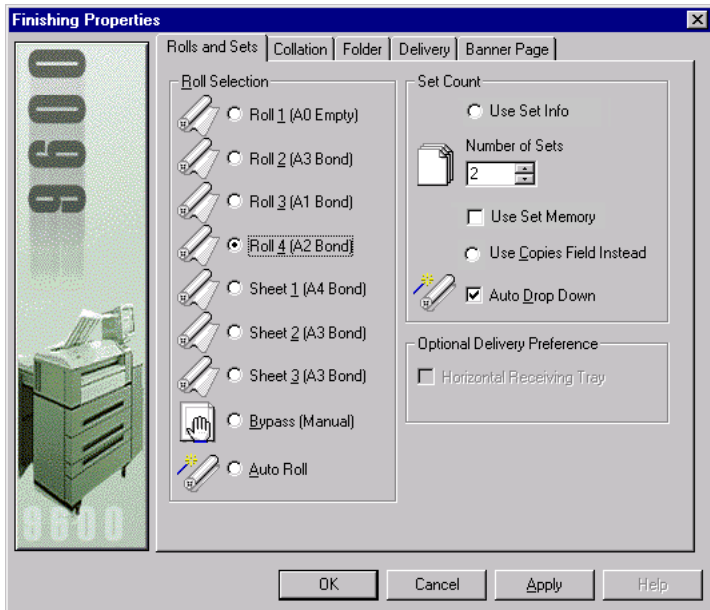 Finishing Properties
Rolls and Sets
Collation
Folder
Delivery
Banner Page
Roll Selection
Roll 1 (A0 Empty)
Roll 2 (A3 Bond)
Roll 3 (A1 Bond)
Roll 4 (A2 Bond)
Sheet 1 (A4 Bond)
Sheet 2 (A3 Bond)
Sheet 3 (A3 Bond)
Bypass (Manual)
Auto Roll
Set Count
Use Set Info
Number of Sets
2
Use Set Memory
Use Copies Field Instead
Auto Drop Down
Optional Delivery Preference
Horizontal Receiving Tray
9600
9800
OK
Cancel
Apply
Help